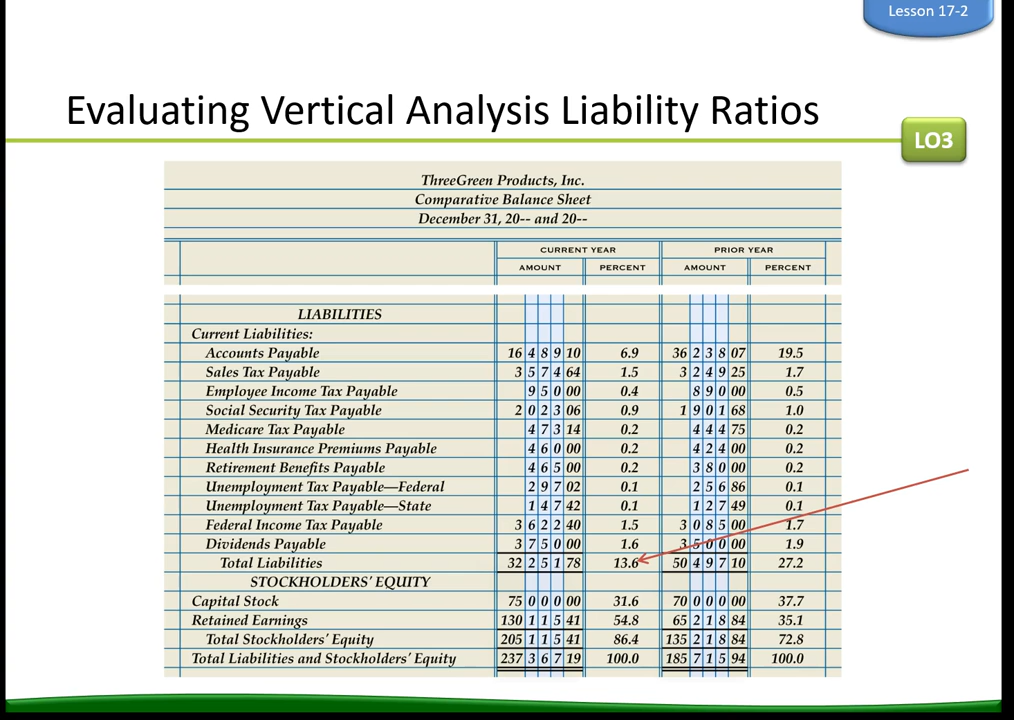 Lesson 17-2
Evaluating Vertical Analysis Liability Ratios
LO3
ThreeGreen Products, Inc.
Comparative Balance Sheet
December 31, 20-- and 20--
CURRENT YEAR PRIOR YEAR
AMOUNT PERCENT AMOUNT PERCENT
LIABILITIES
Current Liabilities:
Accounts Payable 16 4 8 9 10 6.9 36 2 3 8 07 19.5
Sales Tax Payable 3 5 7 4 64 1.5 3 2 4 9 25 1.7
Employee Income Tax Payable 9 5 0 00 0.4 8 9 0 00 0.5
Social Security Tax Payable 2 0 2 3 06 0.9 1 9 0 1 68 1.0
Medicare Tax Payable 4 7 3 14 0.2 4 4 4 75 0.2
Health Insurance Premiums Payable 4 6 0 00 0.2 4 2 4 00 0.2
Retirement Benefits Payable 4 6 5 00 0.2 3 8 0 00 0.2
Unemployment Tax Payable—Federal 2 9 7 02 0.1 2 5 6 86 0.1
Unemployment Tax Payable—State 1 4 7 42 0.1 1 2 7 49 0.1
Federal Income Tax Payable 3 6 2 2 40 1.5 3 0 8 5 00 1.7
Dividends Payable 3 7 5 0 00 1.6 3 5 0 0 00 1.9
Total Liabilities 32 2 5 1 78 13.6 50 4 9 7 10 27.2
STOCKHOLDERS' EQUITY
Capital Stock 75 0 0 0 00 31.6 70 0 0 0 00 37.7
Retained Earnings 130 1 1 5 41 54.8 65 2 1 8 84 35.1
Total Stockholders' Equity 205 1 1 5 41 86.4 135 2 1 8 84 72.8
Total Liabilities and Stockholders' Equity 237 3 6 7 19 100.0 185 7 1 5 94 100.0